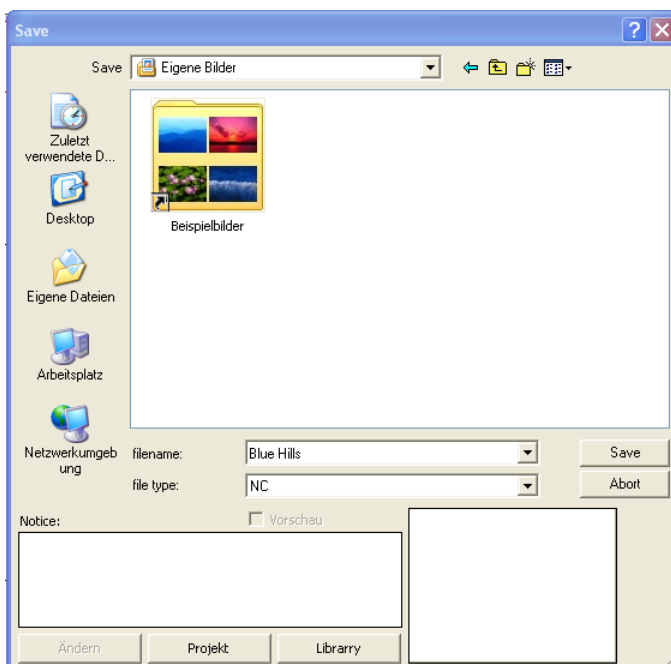 Save
Save
Eigene Bilder
Zuletzt
verwendete D...
Desktop
Eigene Dateien
Arbeitsplatz
Netzwerkumgeb
ung
Beispielbilder
filename:
Blue Hills
Save
file type:
NC
Abort
Notice:
Vorschau
Ändern
Projekt
Librarry